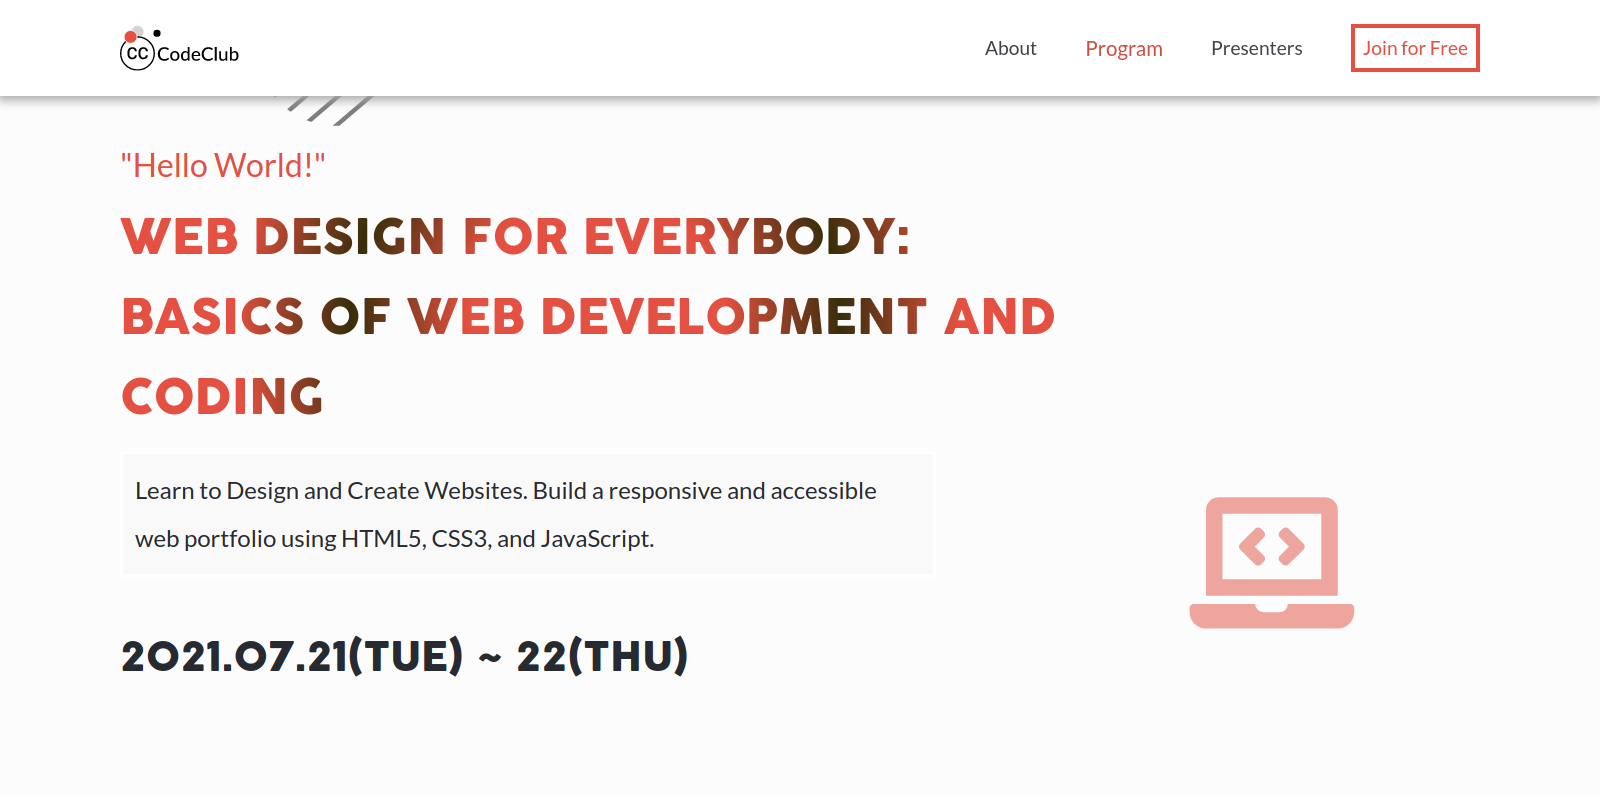 CC CodeClub
About
Program
Presenters
Join for Free
"Hello World!"
WEB DESIGN FOR EVERYBODY:
BASICS OF WEB DEVELOPMENT AND
CODING
Learn to Design and Create Websites. Build a responsive and accessible
web portfolio using HTML5, CSS3, and JavaScript.
2021.07.21(TUE) ~ 22(THU)